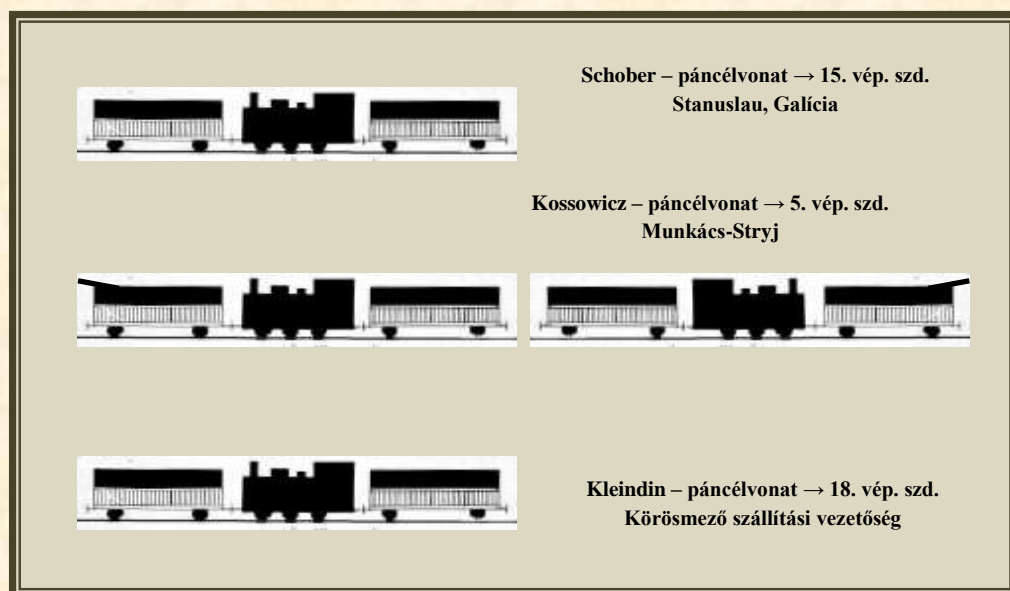 Schober – páncélvonat → 15. vép. szd.
Stanuslau, Galícia
Kossowicz – páncélvonat → 5. vép. szd.
Munkács-Stryj
Kleindin – páncélvonat → 18. vép. szd.
Körösmező szállítási vezetőség